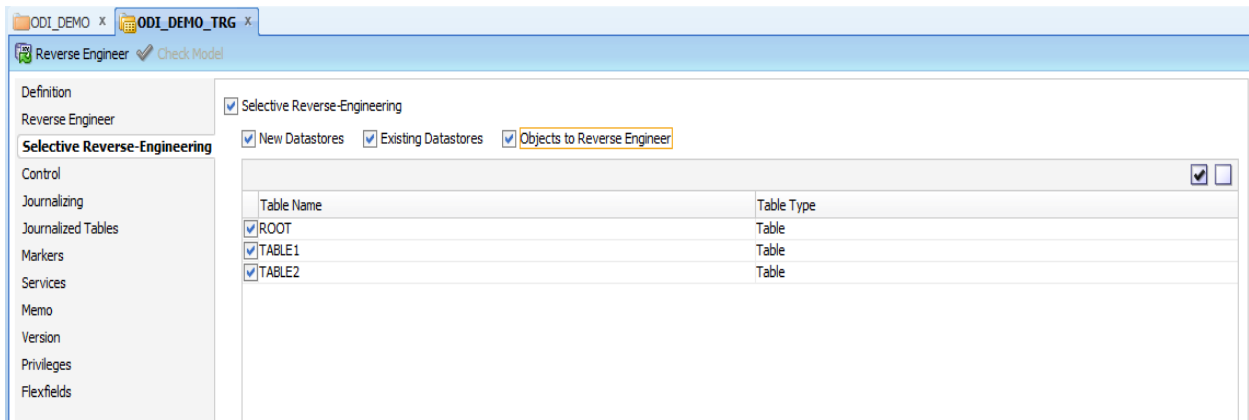 ODI_DEMO x ODI_DEMO_TRG x
Reverse Engineer Check Model
Definition
Reverse Engineer
Selective Reverse-Engineering
Control
Journalizing
Journalized Tables
Markers
Services
Memo
Version
Privileges
Flexfields
Selective Reverse-Engineering
New Datastores Existing Datastores Objects to Reverse Engineer
Table Name Table Type
ROOT Table
TABLE1 Table
TABLE2 Table